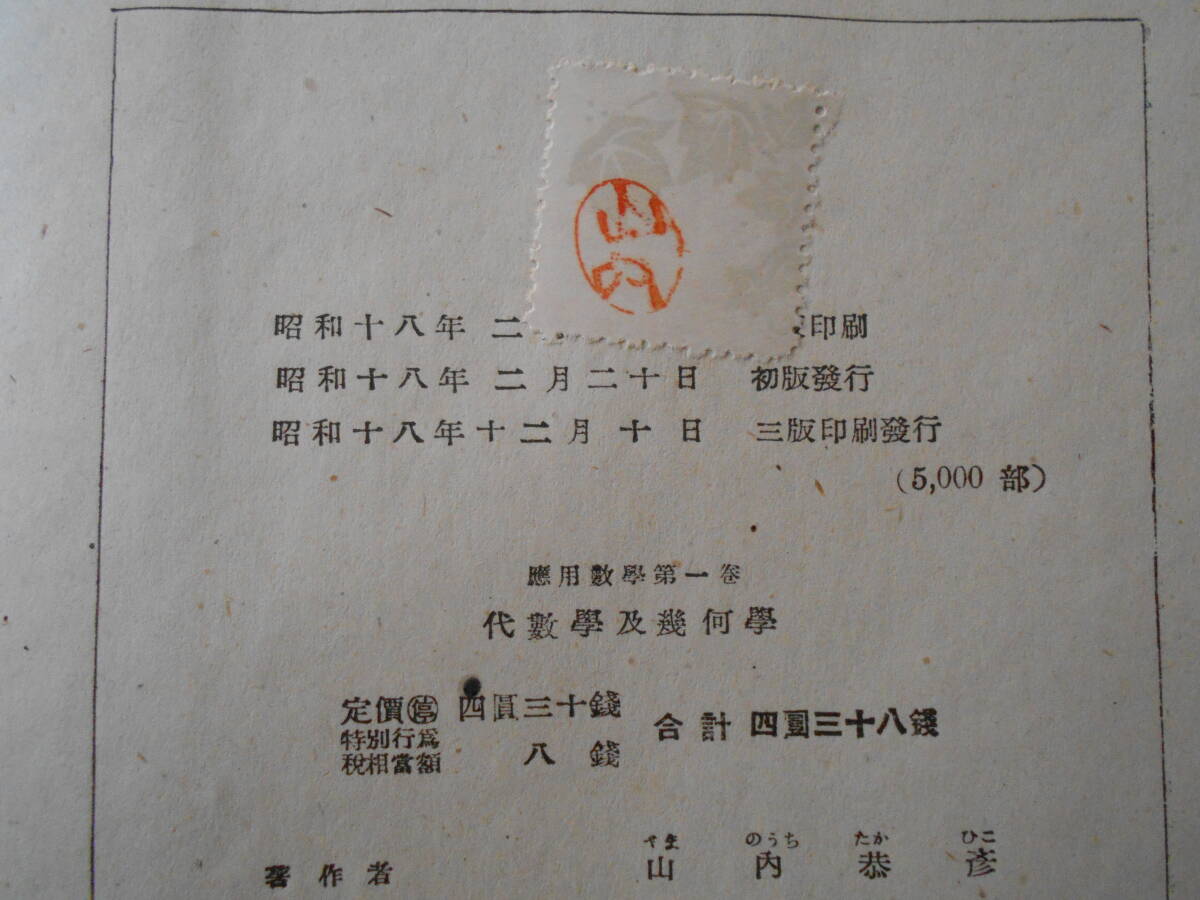 山内
昭和十八年 二 印刷
昭和十八年 二月二十日 初版發行
昭和十八年十二月 十日 三版印刷發行
(5,000 部)
應用數學第一卷
代數學及幾何學
定價㊞ 四圓三十錢
特別行爲
稅相當額 八錢
合計 四圓三十八錢
やま のうち たか ひこ
著作者 山 內 恭 彦